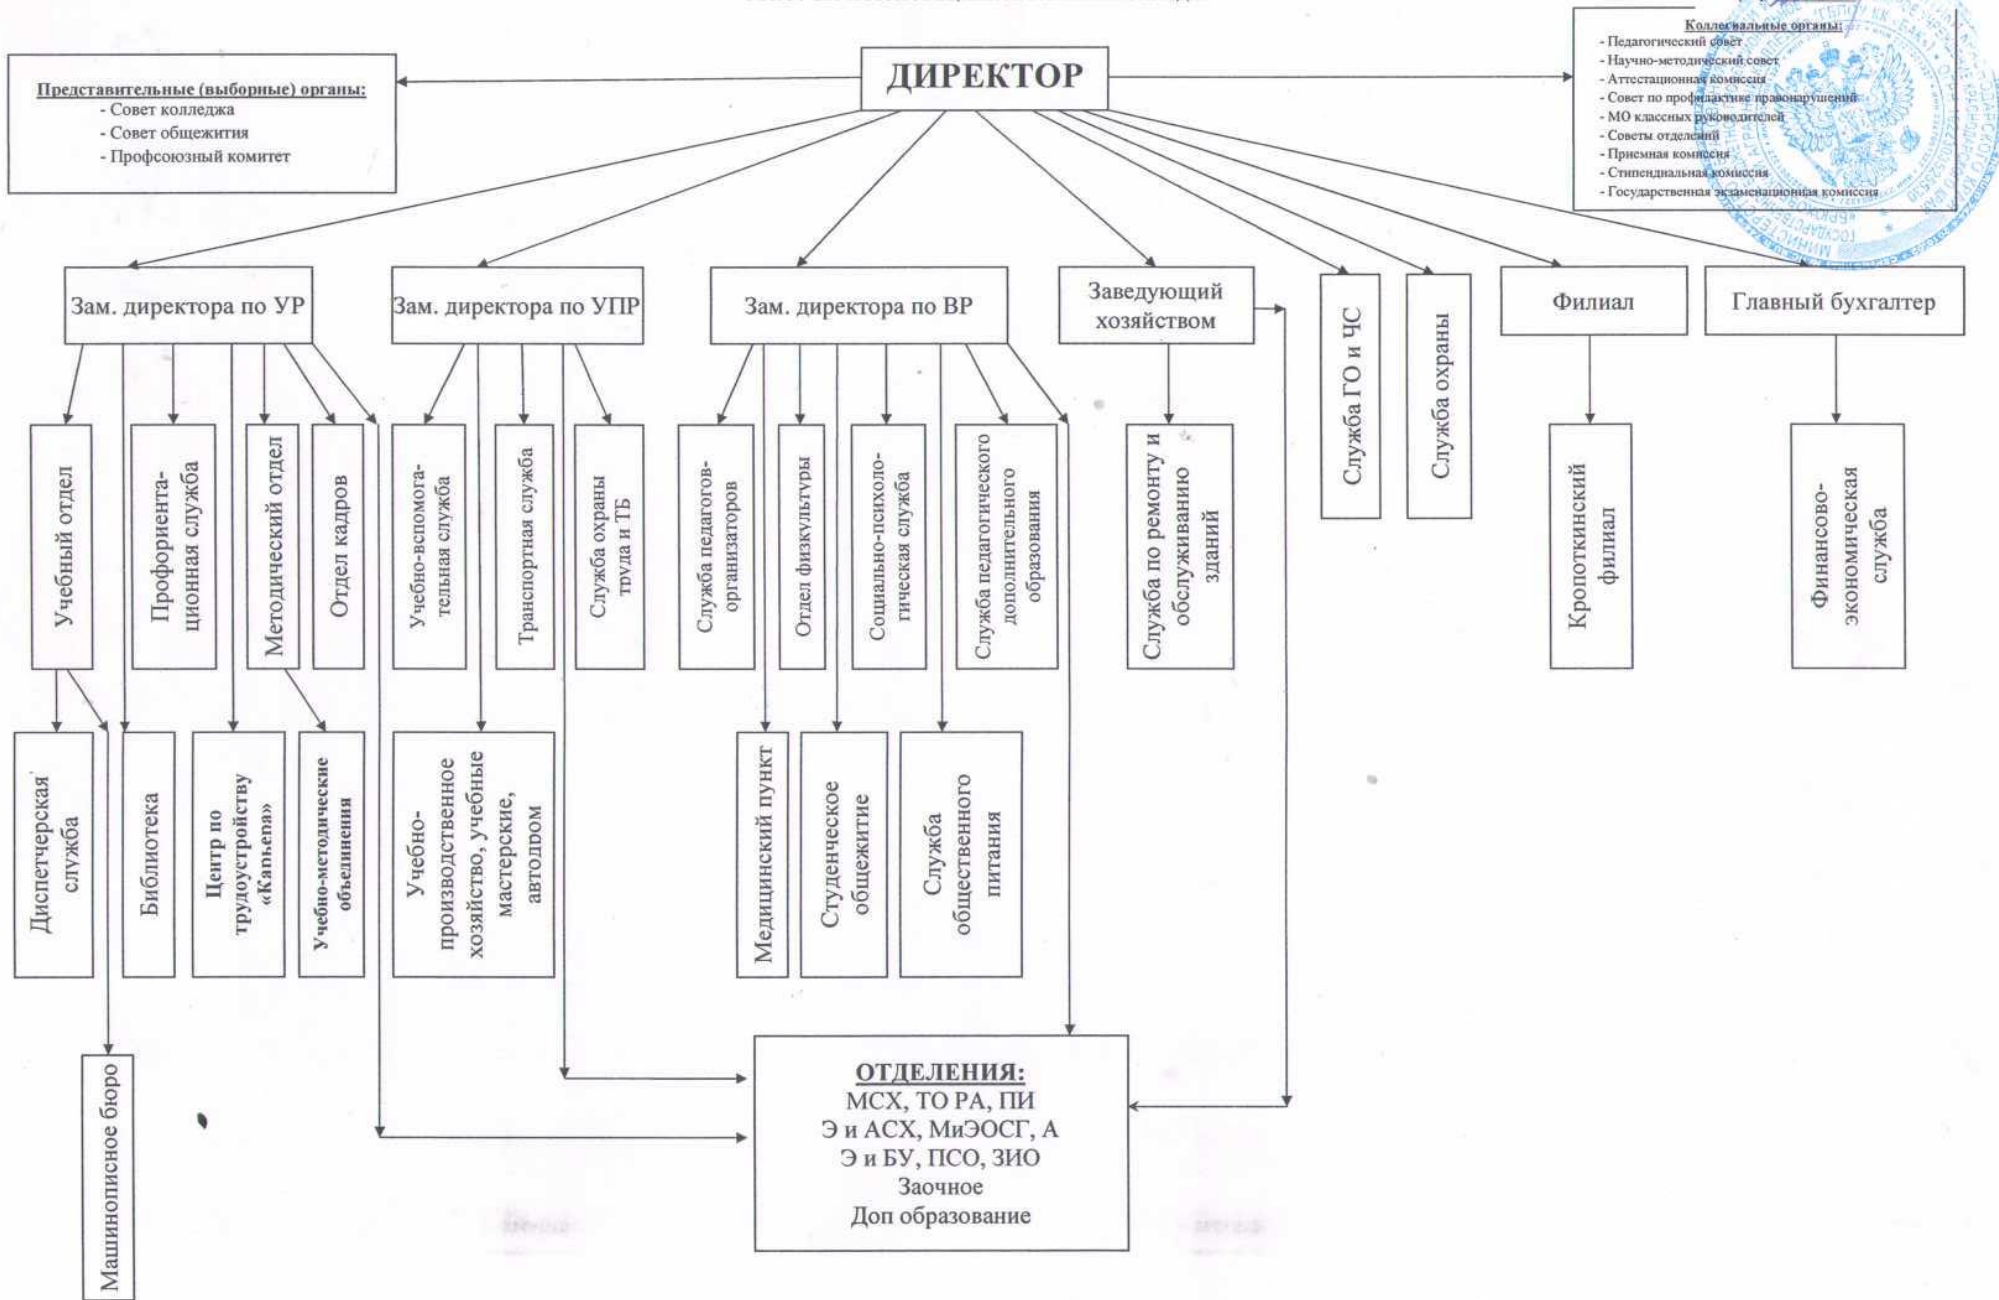 ДИРЕКТОР
Представительные (выборные) органы:
- Совет колледжа
- Совет общежития
- Профсоюзный комитет
Коллегиальные органы:
- Педагогический совет
- Научно-методический совет
- Аттестационная комиссия
- Совет по профилактике правонарушений
- МО классных руководителей
- Советы отделений
- Приемная комиссия
- Стипендиальная комиссия
- Государственная экзаменационная комиссия
Зам. директора по УР
Зам. директора по УПР
Зам. директора по ВР
Заведующий
хозяйством
Служба ГО и ЧС
Служба охраны
Филиал
Главный бухгалтер
Учебный отдел
Профориента-
ционная служба
Методический отдел
Отдел кадров
Учебно-вспомога-
тельная служба
Транспортная служба
Служба охраны
труда и ТБ
Служба педагогов-
организаторов
Отдел физкультуры
Социально-психоло-
гическая служба
Служба педагогического
дополнительного
образования
Служба по ремонту и
обслуживанию
зданий
Кропоткинский
филиал
Финансово-
экономическая
служба
Диспетчерская
служба
Библиотека
Центр по
трудоустройству
«Карьера»
Учебно-методические
объединения
Учебно-
производственное
хозяйство, учебные
мастерские,
автодром
Медицинский пункт
Студенческое
общежитие
Служба
общественного
питания
Машинописное бюро
ОТДЕЛЕНИЯ:
МСХ, ТО РА, ПИ
Э и АСХ, МиЭОСГ, А
Э и БУ, ПСО, ЗИО
Заочное
Доп образование